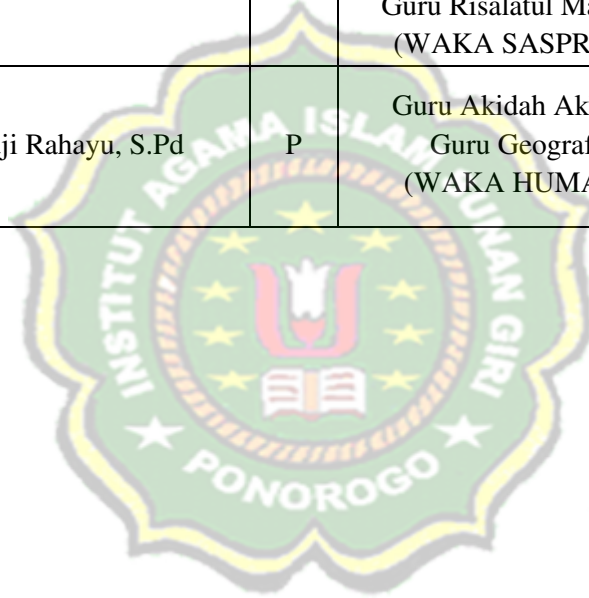 Guru Risalatul Ma
(WAKA SASPR
ji Rahayu, S.Pd P Guru Akidah Ak
Guru Geograf
(WAKA HUMA
INSTITUT AGAMA ISLAM SUNAN GIRI
PONOROGO